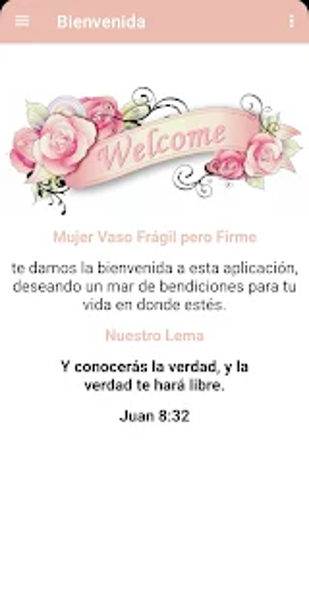 Bienvenida
Welcome
Mujer Vaso Frágil pero Firme
te damos la bienvenida a esta aplicación,
deseando un mar de bendiciones para tu
vida en donde estés.
Nuestro Lema
Y conocerás la verdad, y la
verdad te hará libre.
Juan 8:32